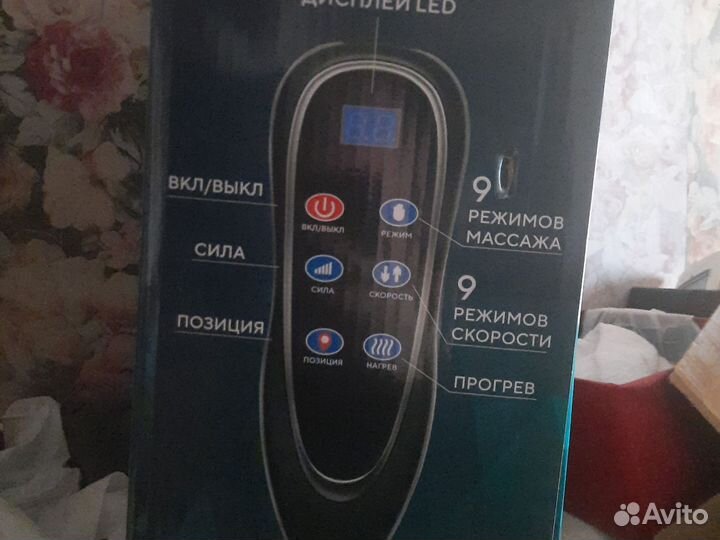 ДИСПЛЕЙ LED
ВКЛ/ВЫКЛ
СИЛА
ПОЗИЦИЯ
ВКЛ/ВЫКЛ
РЕЖИМ
СИЛА
СКОРОСТЬ
ПОЗИЦИЯ
НАГРЕВ
9
РЕЖИМОВ
МАССАЖА
9
РЕЖИМОВ
СКОРОСТИ
ПРОГРЕВ
Avito